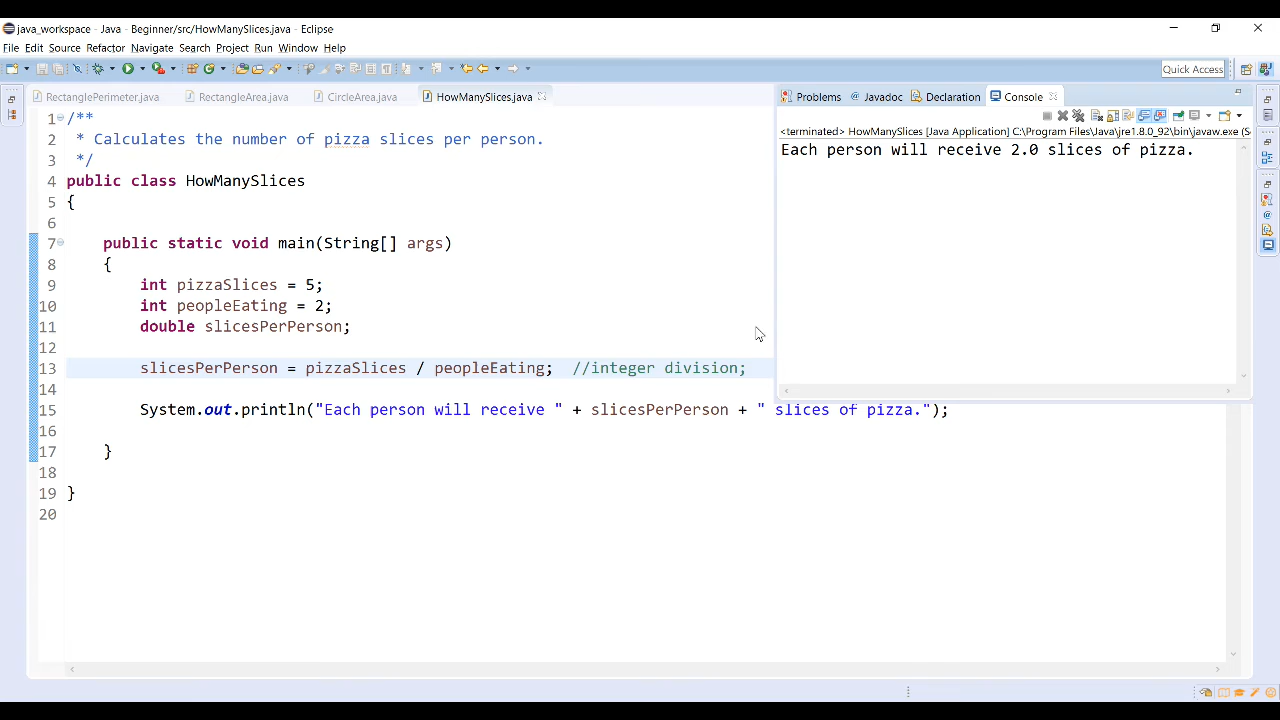 java_workspace - Java - Beginner/src/HowManySlices.java - Eclipse
File Edit Source Refactor Navigate Search Project Run Window Help
Quick Access
RectanglePerimeter.java RectangleArea.java CircleArea.java HowManySlices.java
Problems @ Javadoc Declaration Console
<terminated> HowManySlices [Java Application] C:\Program Files\Java\jre1.8.0_92\bin\javaw.exe (S
Each person will receive 2.0 slices of pizza.
1 /**
2 * Calculates the number of pizza slices per person.
3 */
4 public class HowManySlices
5 {
6
7 public static void main(String[] args)
8 {
9 int pizzaSlices = 5;
10 int peopleEating = 2;
11 double slicesPerPerson;
12
13 slicesPerPerson = pizzaSlices / peopleEating; //integer division;
14
15 System.out.println("Each person will receive " + slicesPerPerson + " slices of pizza.");
16
17 }
18
19 }
20